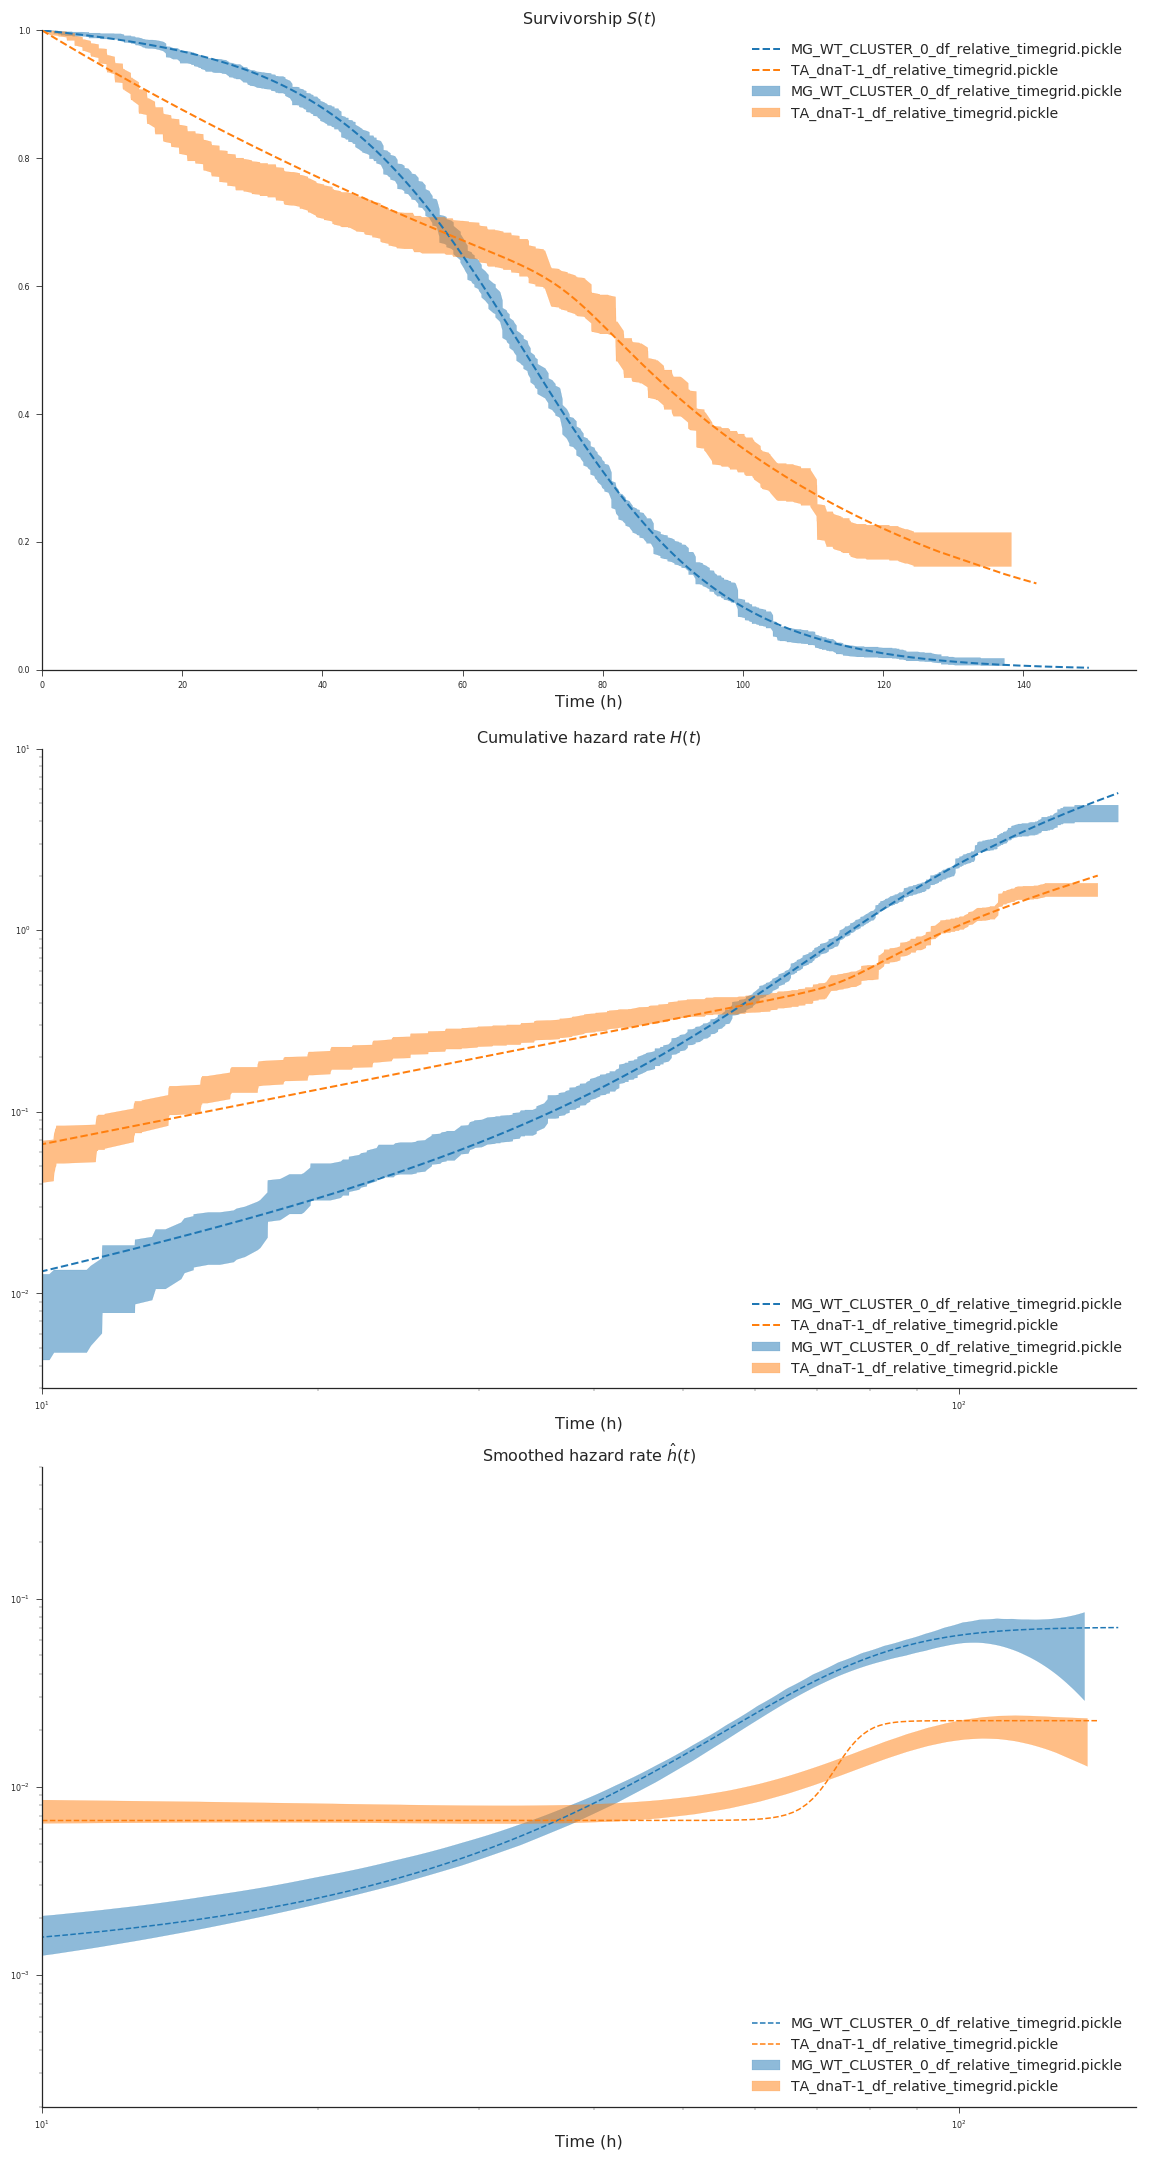 Survivorship S(t)
1.0
0.8
0.6
0.4
0.2
0.0
MG_WT_CLUSTER_0_df_relative_timegrid.pickle
TA_dnaT-1_df_relative_timegrid.pickle
MG_WT_CLUSTER_0_df_relative_timegrid.pickle
TA_dnaT-1_df_relative_timegrid.pickle
0 20 40 60 80 100 120 140
Time (h)
Cumulative hazard rate H(t)
10¹
10⁰
10⁻¹
10⁻²
MG_WT_CLUSTER_0_df_relative_timegrid.pickle
TA_dnaT-1_df_relative_timegrid.pickle
MG_WT_CLUSTER_0_df_relative_timegrid.pickle
TA_dnaT-1_df_relative_timegrid.pickle
10¹ 10²
Time (h)
Smoothed hazard rate ĥ(t)
10⁻¹
10⁻²
10⁻³
MG_WT_CLUSTER_0_df_relative_timegrid.pickle
TA_dnaT-1_df_relative_timegrid.pickle
MG_WT_CLUSTER_0_df_relative_timegrid.pickle
TA_dnaT-1_df_relative_timegrid.pickle
10¹ 10²
Time (h)